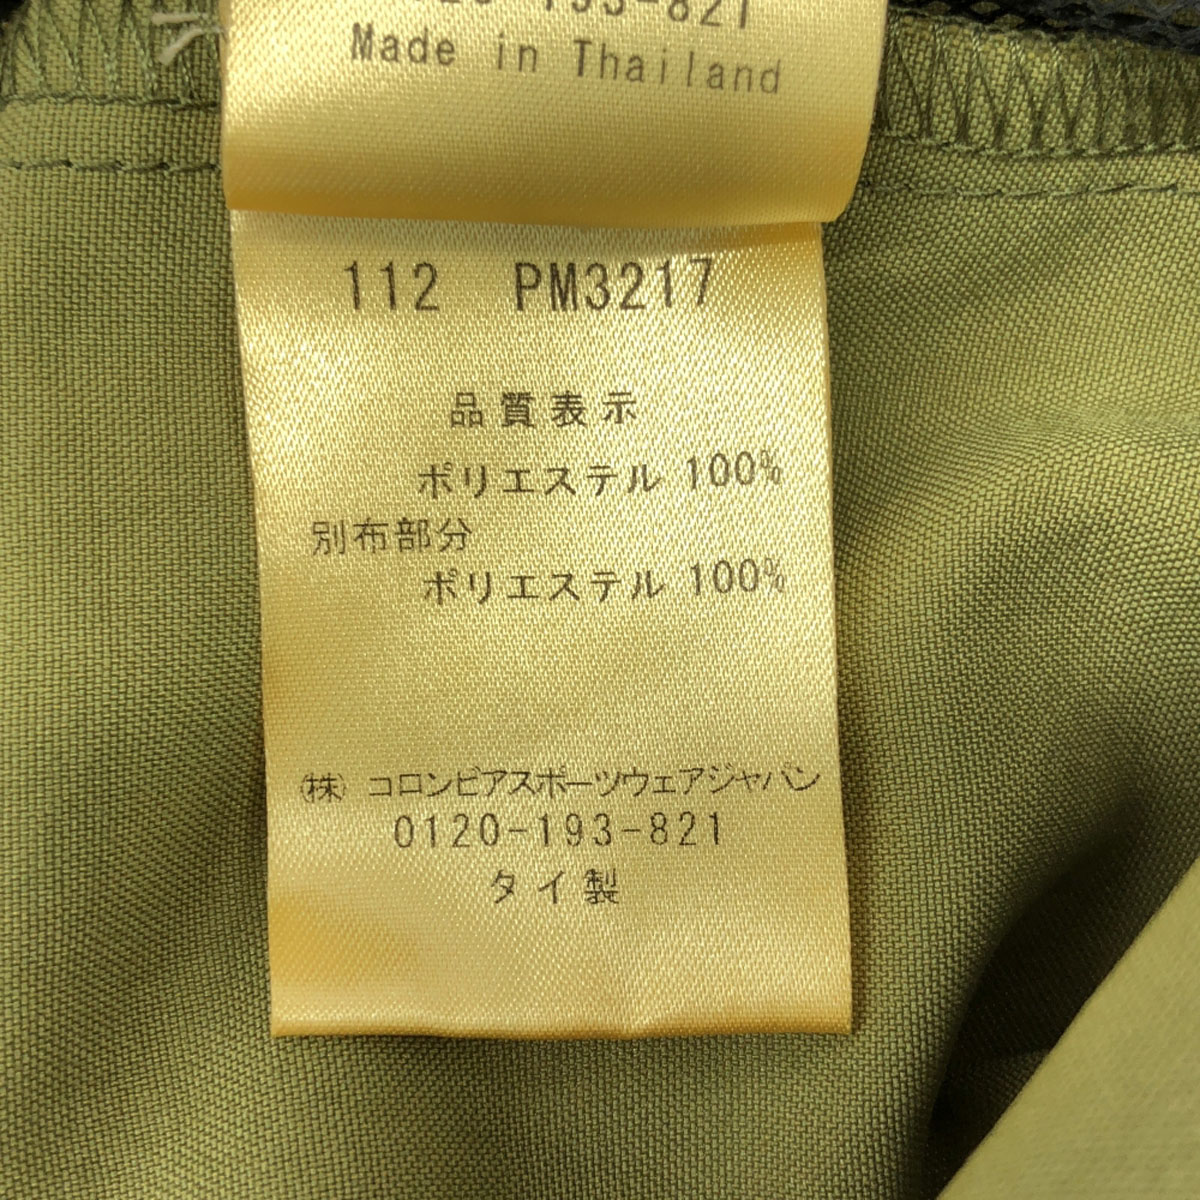 193-821
Made in Thailand
112 PM3217
品質表示
ポリエステル 100%
別布部分
ポリエステル 100%
(株) コロンビアスポーツウェアジャパン
0120-193-821
タイ製